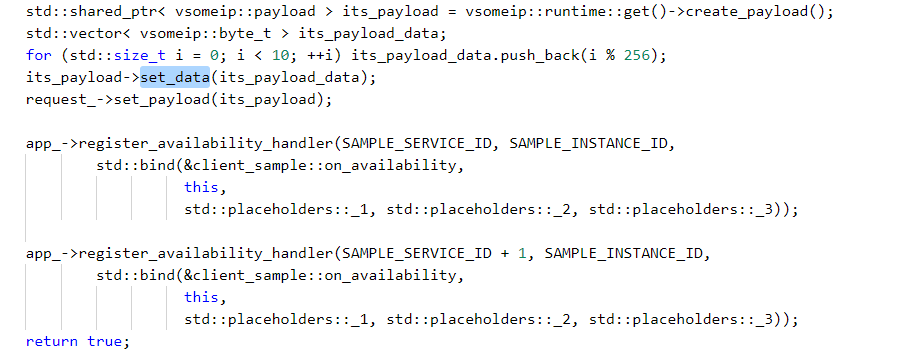 std::shared_ptr< vsomeip::payload > its_payload = vsomeip::runtime::get()->create_payload();
std::vector< vsomeip::byte_t > its_payload_data;
for (std::size_t i = 0; i < 10; ++i) its_payload_data.push_back(i % 256);
its_payload->set_data(its_payload_data);
request_->set_payload(its_payload);
app_->register_availability_handler(SAMPLE_SERVICE_ID, SAMPLE_INSTANCE_ID,
std::bind(&client_sample::on_availability,
this,
std::placeholders::_1, std::placeholders::_2, std::placeholders::_3));
app_->register_availability_handler(SAMPLE_SERVICE_ID + 1, SAMPLE_INSTANCE_ID,
std::bind(&client_sample::on_availability,
this,
std::placeholders::_1, std::placeholders::_2, std::placeholders::_3));
return true;